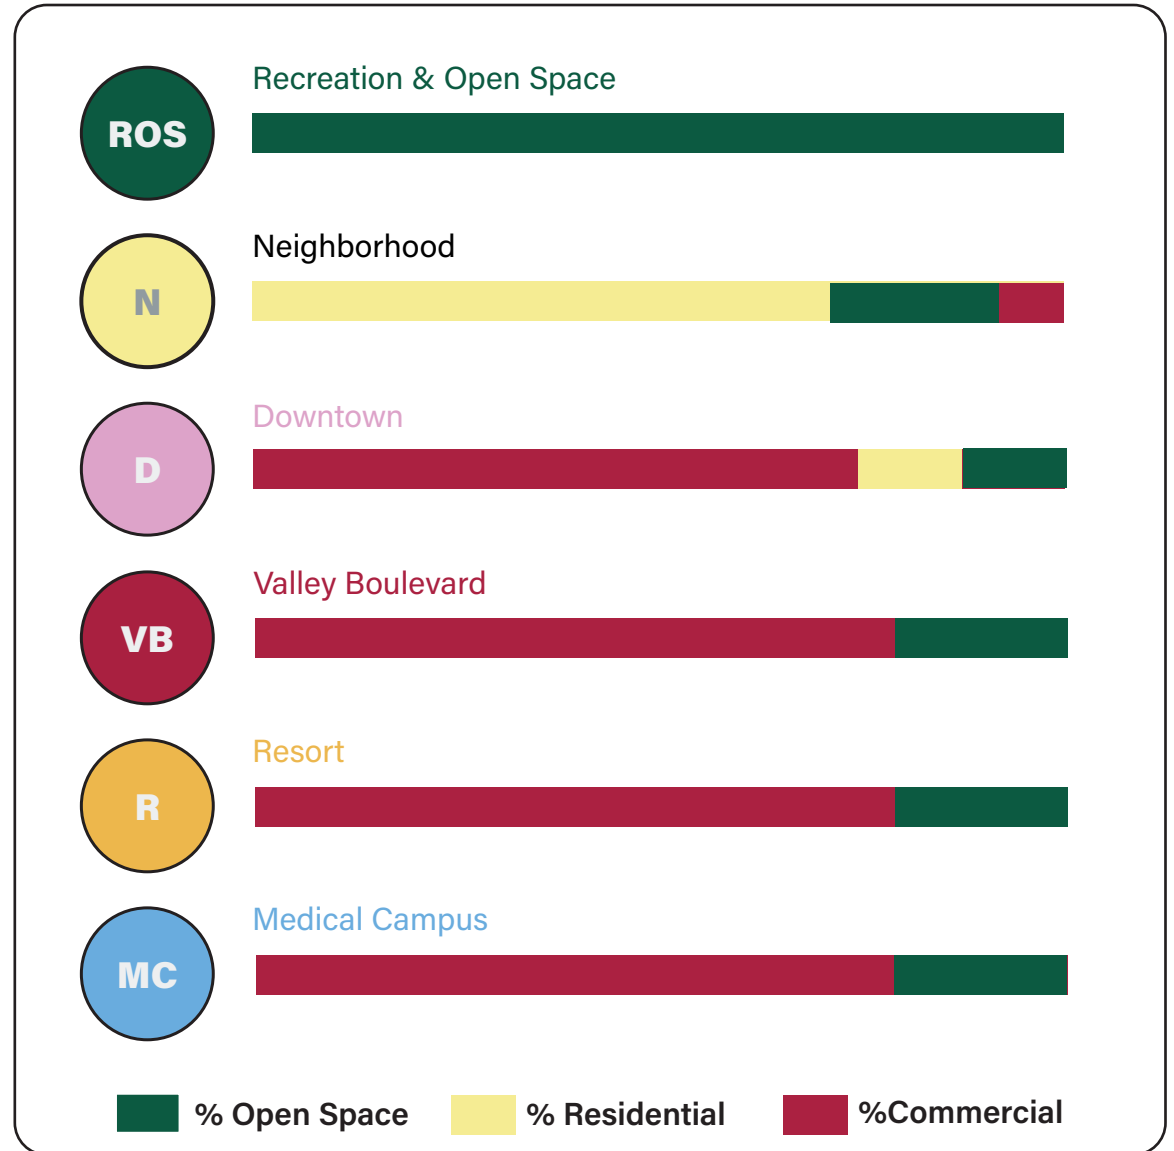 Recreation & Open Space
ROS
Neighborhood
N
Downtown
D
Valley Boulevard
VB
Resort
R
Medical Campus
MC
% Open Space
% Residential
%Commercial